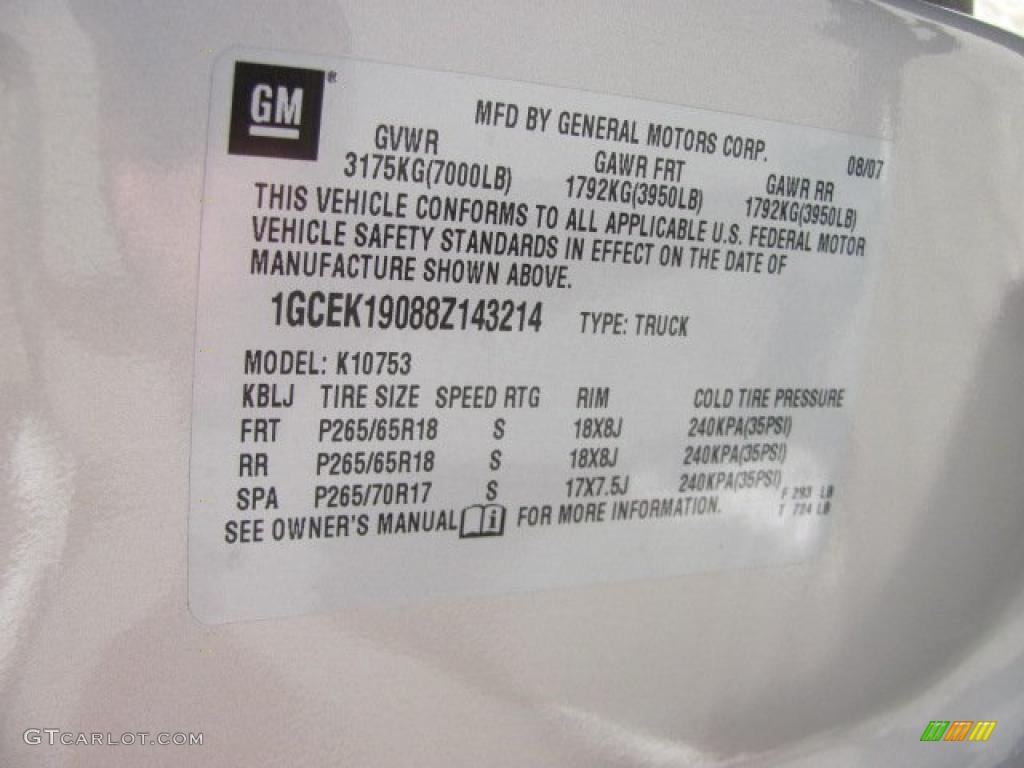 GM®
MFD BY GENERAL MOTORS CORP.
08/07
GVWR GAWR FRT GAWR RR
3175KG(7000LB) 1792KG(3950LB) 1792KG(3950LB)
THIS VEHICLE CONFORMS TO ALL APPLICABLE U.S. FEDERAL MOTOR
VEHICLE SAFETY STANDARDS IN EFFECT ON THE DATE OF
MANUFACTURE SHOWN ABOVE.
1GCEK19088Z143214 TYPE: TRUCK
MODEL: K10753
KBLJ TIRE SIZE SPEED RTG RIM COLD TIRE PRESSURE
FRT P265/65R18 S 18X8J 240KPA(35PSI)
RR P265/65R18 S 18X8J 240KPA(35PSI)
SPA P265/70R17 S 17X7.5J 240KPA(35PSI)
F 293 LB
T 724 LB
SEE OWNER'S MANUAL FOR MORE INFORMATION.
GTCARLOT.COM